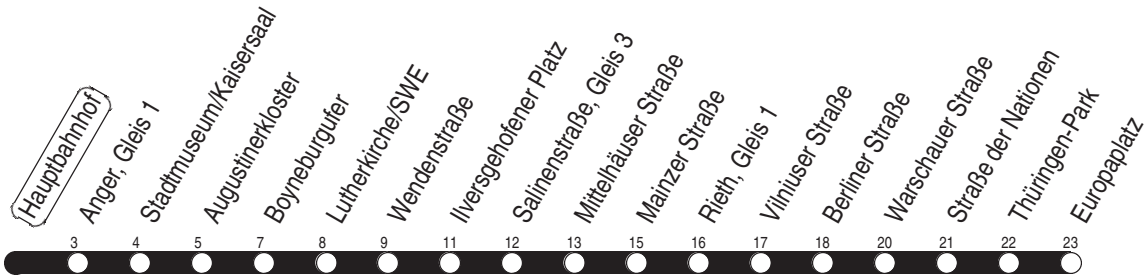 Hauptbahnhof
Anger, Gleis 1
Stadtmuseum/Kaisersaal
Augustinerkloster
Boyneburgufer
Lutherkirche/SWE
Wendenstraße
Ilversgehofener Platz
Salinenstraße, Gleis 3
Mittelhäuser Straße
Mainzer Straße
Rieth, Gleis 1
Vilniuser Straße
Berliner Straße
Warschauer Straße
Straße der Nationen
Thüringen-Park
Europaplatz
3 4 5 7 8 9 11 12 13 15 16 17 18 20 21 22 23